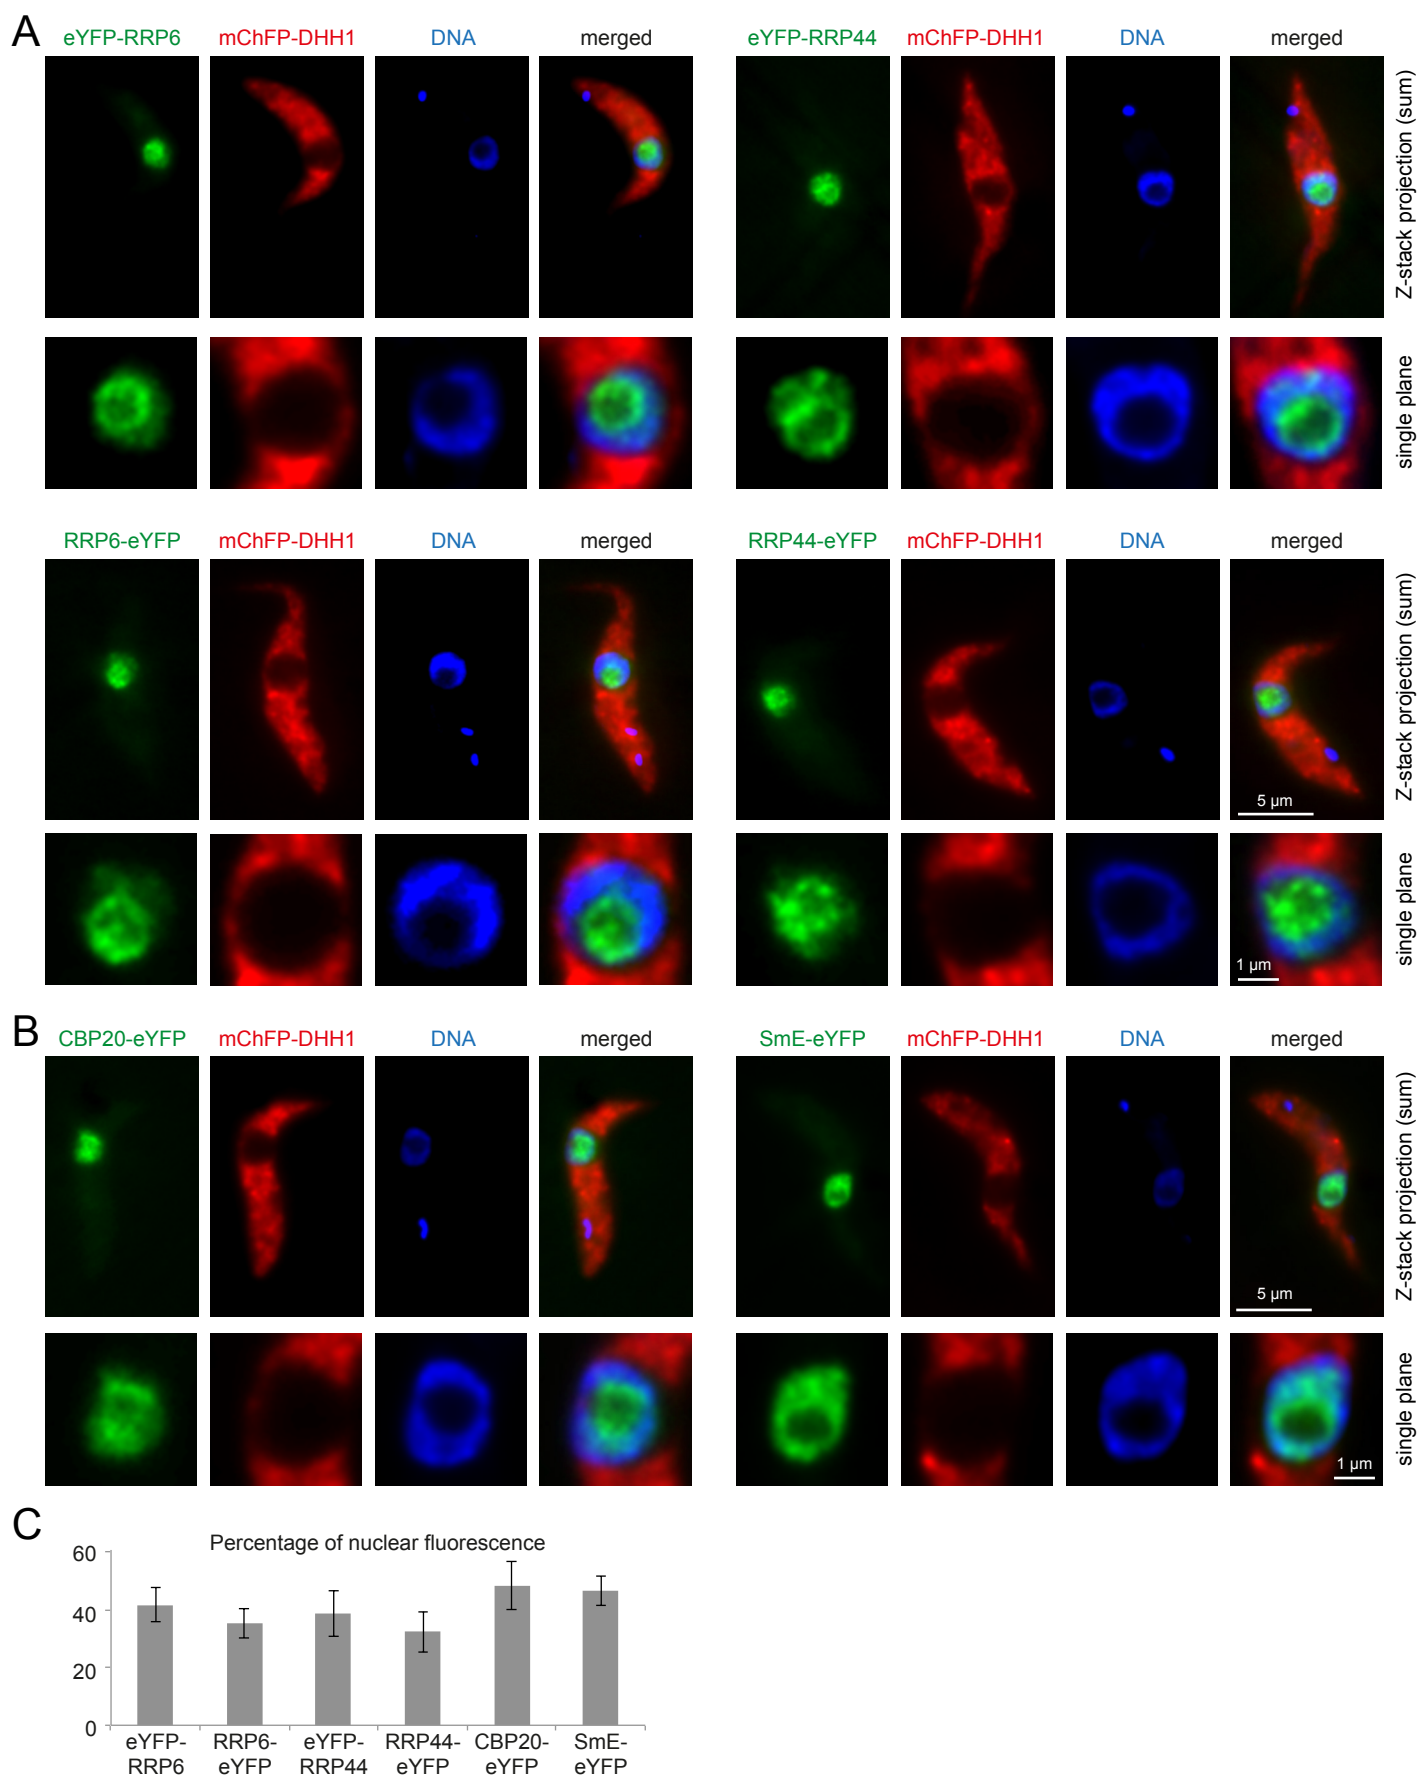 A
eYFP-RRP6 mChFP-DHH1 DNA merged eYFP-RRP44 mChFP-DHH1 DNA merged
Z-stack projection (sum)
single plane
RRP6-eYFP mChFP-DHH1 DNA merged RRP44-eYFP mChFP-DHH1 DNA merged
Z-stack projection (sum)
5 µm
single plane
1 µm
B
CBP20-eYFP mChFP-DHH1 DNA merged SmE-eYFP mChFP-DHH1 DNA merged
Z-stack projection (sum)
5 µm
single plane
1 µm
C
Percentage of nuclear fluorescence
60
40
20
0
eYFP- RRP6- eYFP- RRP44- CBP20- SmE-
RRP6 eYFP RRP44 eYFP eYFP eYFP